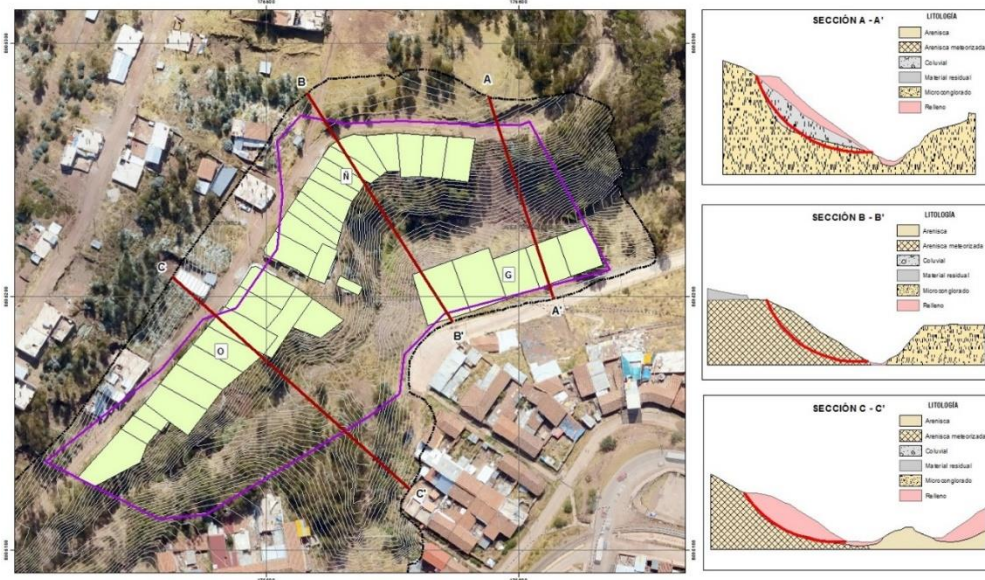 B
A
Ñ
C
G
O
A'
B'
C'
SECCIÓN A - A'
LITOLOGÍA
Arenisca
Arenisca meteorizada
Coluvial
Material residual
Microconglorado
Relleno
SECCIÓN B - B'
LITOLOGÍA
Arenisca
Arenisca meteorizada
Coluvial
Material residual
Microconglorado
Relleno
SECCIÓN C - C'
LITOLOGÍA
Arenisca
Arenisca meteorizada
Coluvial
Material residual
Microconglorado
Relleno